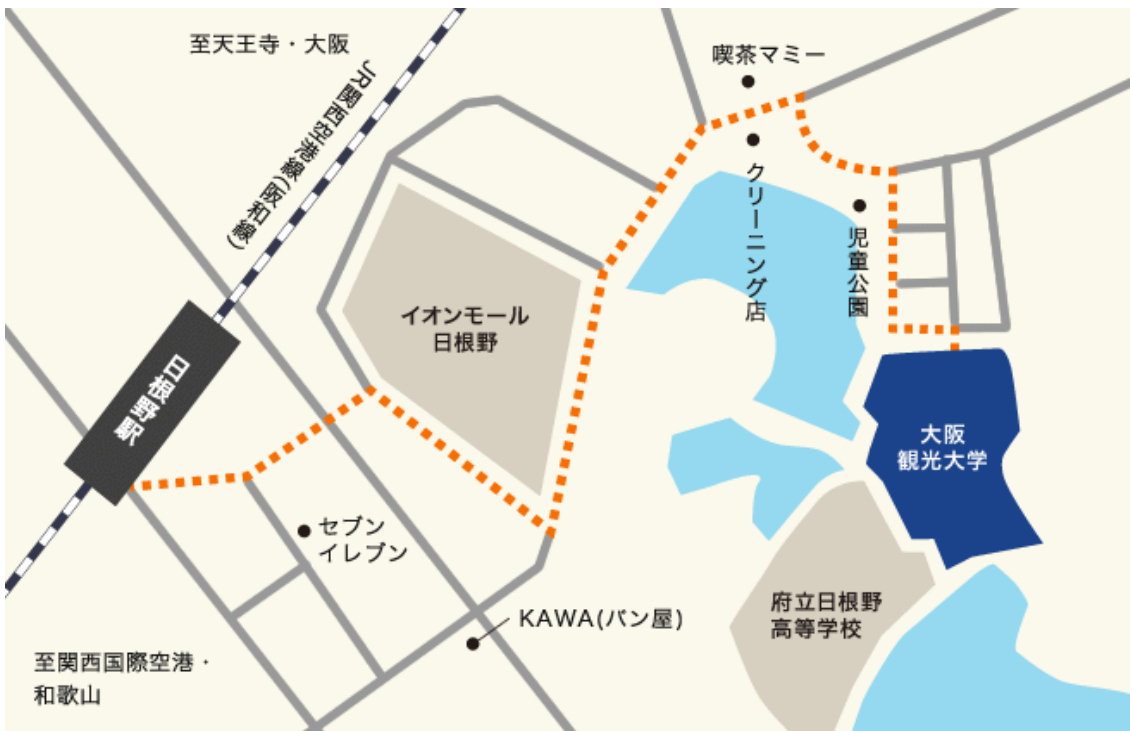 至天王寺・大阪
JR関西空港線(阪和線)
喫茶マミー
クリーニング店
児童公園
イオンモール
日根野
日根野駅
大阪
観光大学
セブン
イレブン
府立日根野
高等学校
KAWA(パン屋)
至関西国際空港・
和歌山